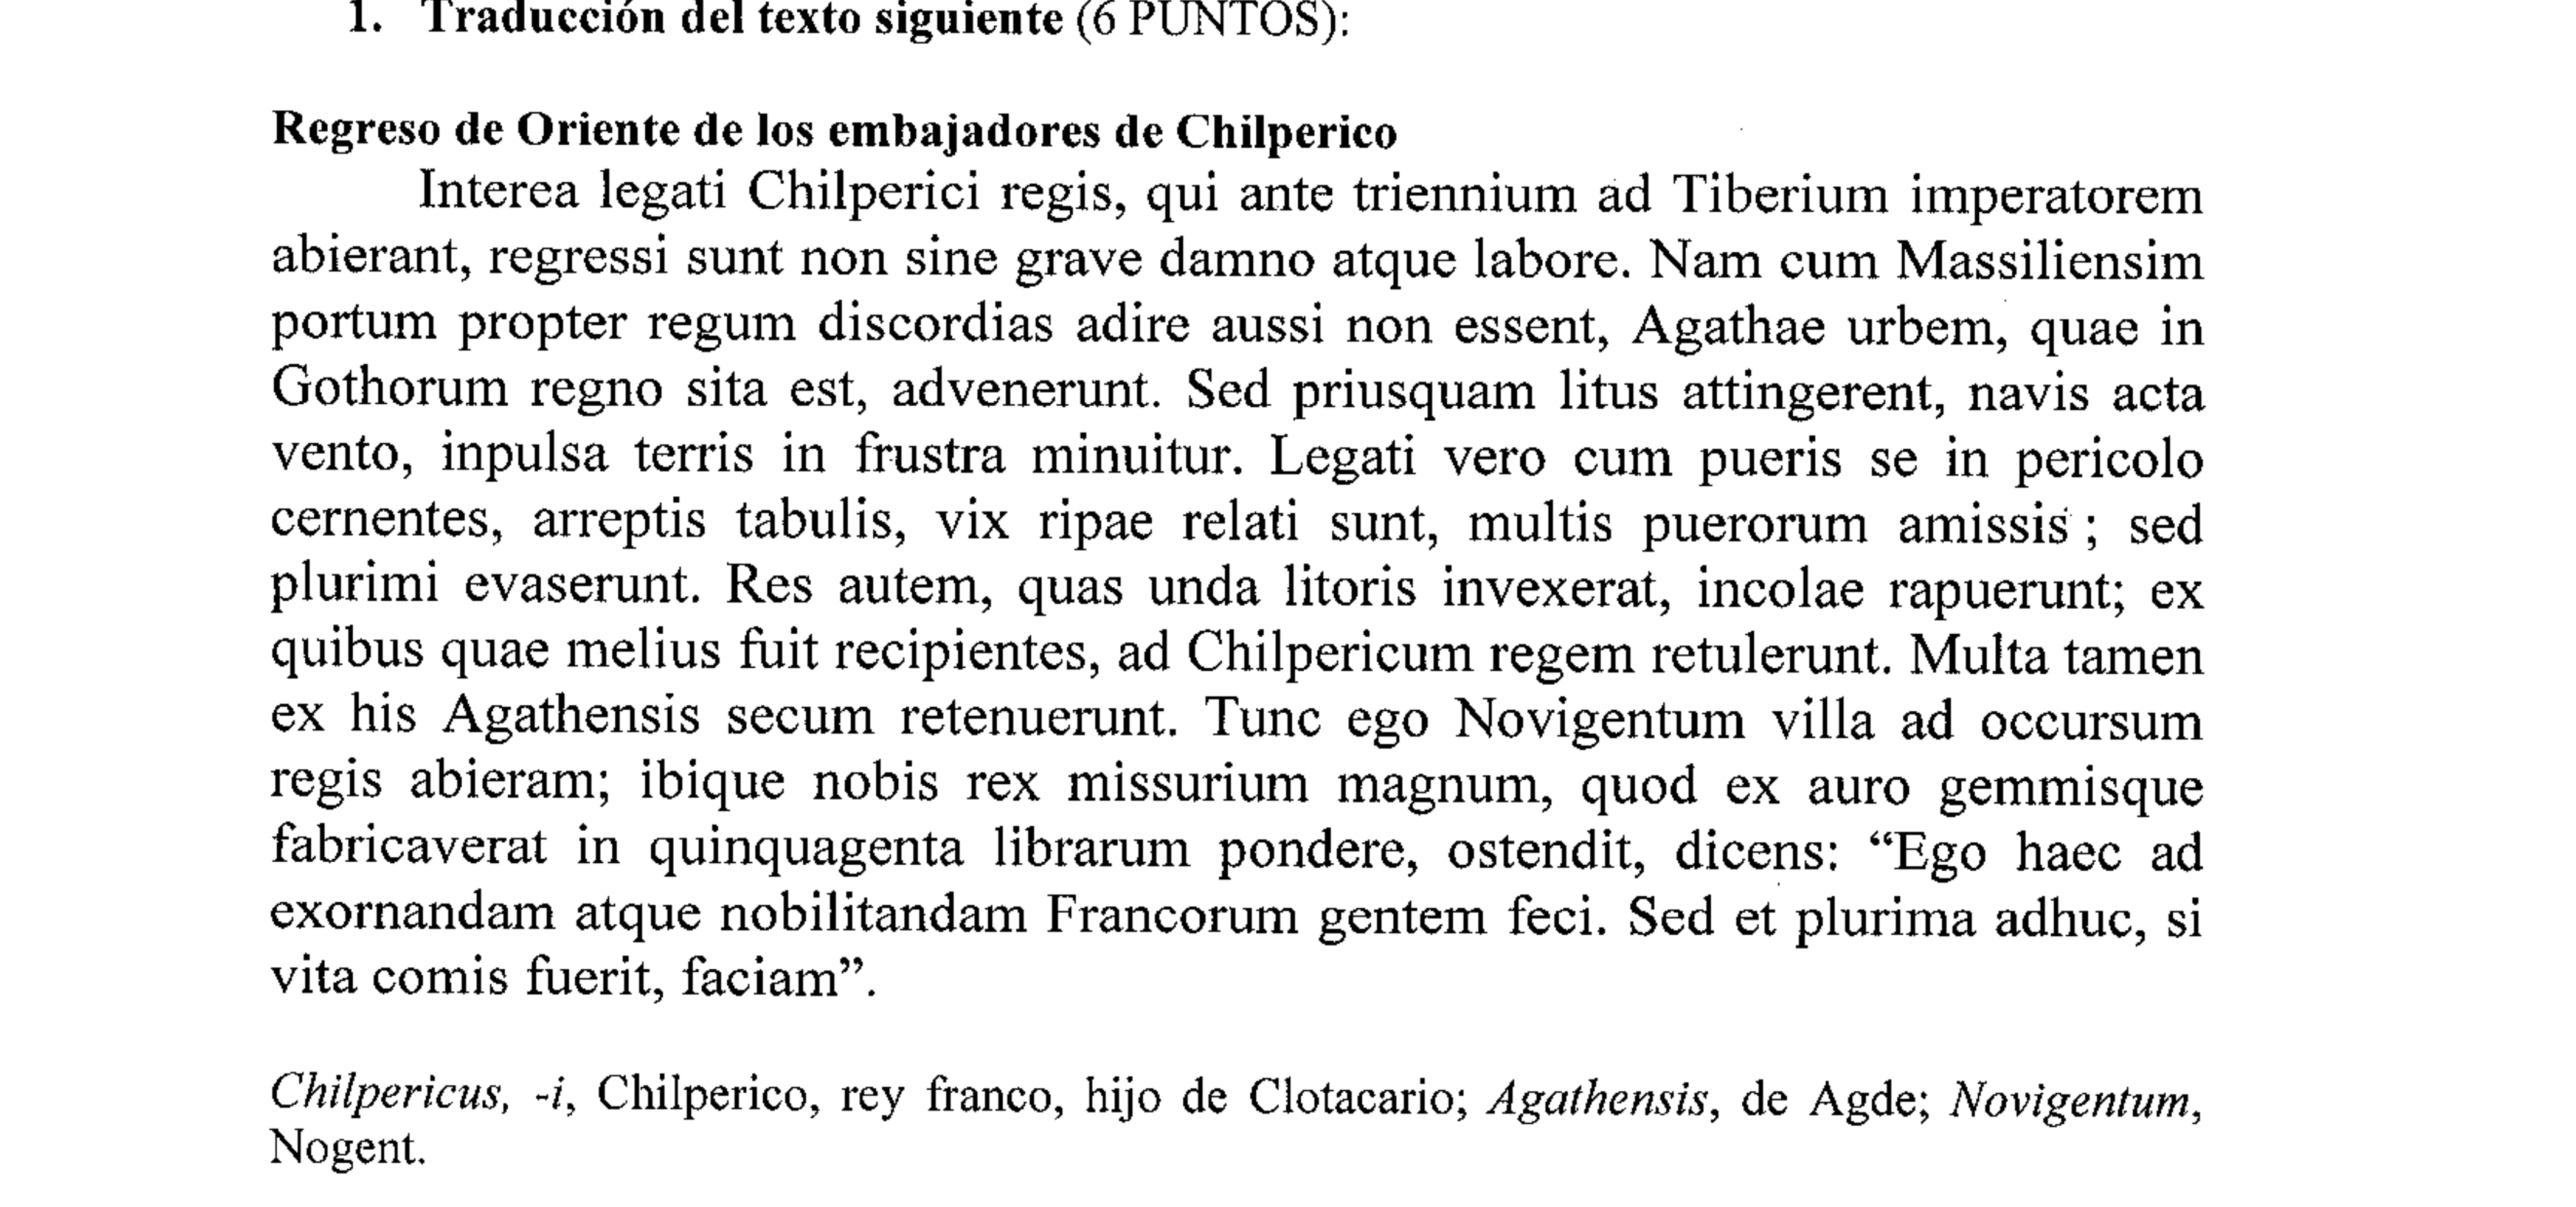 1. Traducción del texto siguiente (6 PUNTOS):
Regreso de Oriente de los embajadores de Chilperico
Interea legati Chilperici regis, qui ante triennium ad Tiberium imperatorem
abierant, regressi sunt non sine grave damno atque labore. Nam cum Massiliensim
portum propter regum discordias adire aussi non essent, Agathae urbem, quae in
Gothorum regno sita est, advenerunt. Sed priusquam litus attingerent, navis acta
vento, inpulsa terris in frustra minuitur. Legati vero cum pueris se in pericolo
cernentes, arreptis tabulis, vix ripae relati sunt, multis puerorum amissis ; sed
plurimi evaserunt. Res autem, quas unda litoris invexerat, incolae rapuerunt; ex
quibus quae melius fuit recipientes, ad Chilpericum regem retulerunt. Multa tamen
ex his Agathensis secum retenuerunt. Tunc ego Novigentum villa ad occursum
regis abieram; ibique nobis rex missurium magnum, quod ex auro gemmisque
fabricaverat in quinquagenta librarum pondere, ostendit, dicens: “Ego haec ad
exornandam atque nobilitandam Francorum gentem feci. Sed et plurima adhuc, si
vita comis fuerit, faciam”.
Chilpericus, -i, Chilperico, rey franco, hijo de Clotacario; Agathensis, de Agde; Novigentum,
Nogent.